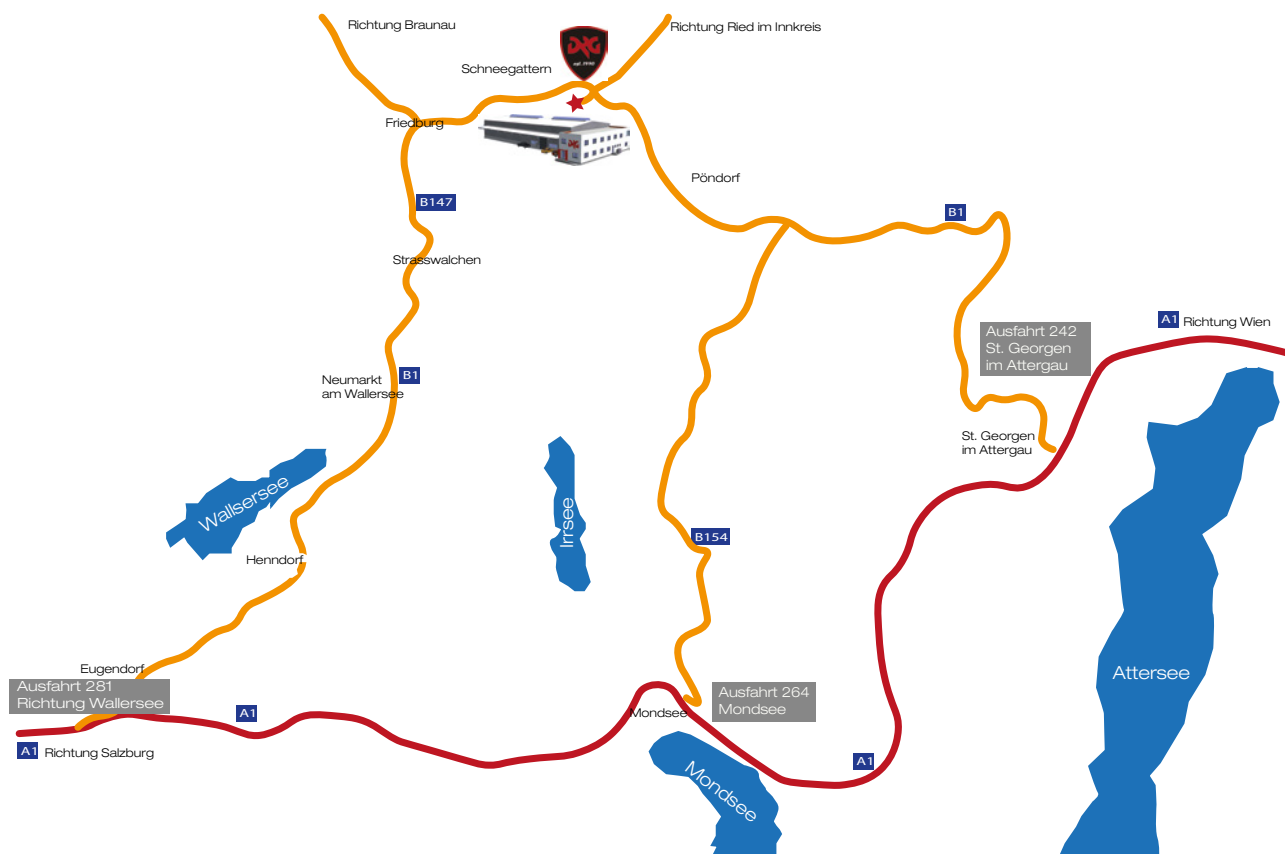 Richtung Braunau
Richtung Ried im Innkreis
Schneegattern
Friedburg
Pöndorf
B147
B1
Strasswalchen
Ausfahrt 242
St. Georgen
im Attergau
A1 Richtung Wien
Neumarkt
am Wallersee
B1
St. Georgen
im Attergau
Wallsersee
Irrsee
B154
Henndorf
Eugendorf
Ausfahrt 281
Richtung Wallersee
Attersee
Ausfahrt 264
Mondsee
A1
Mondsee
A1 Richtung Salzburg
A1
Mondsee